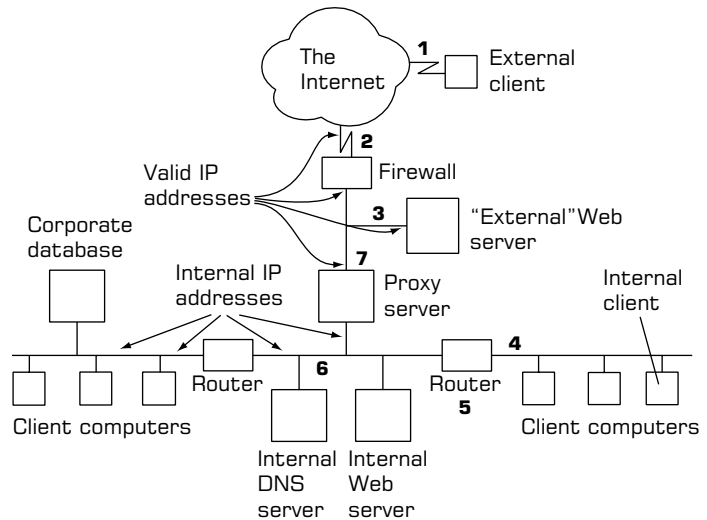 The
Internet
1
External
client
2
Firewall
Valid IP
addresses
3
"External"Web
server
Corporate
database
7
Internal IP
addresses
Proxy
server
Internal
client
4
Router
6
Router
5
Client computers
Client computers
Internal
DNS
server
Internal
Web
server